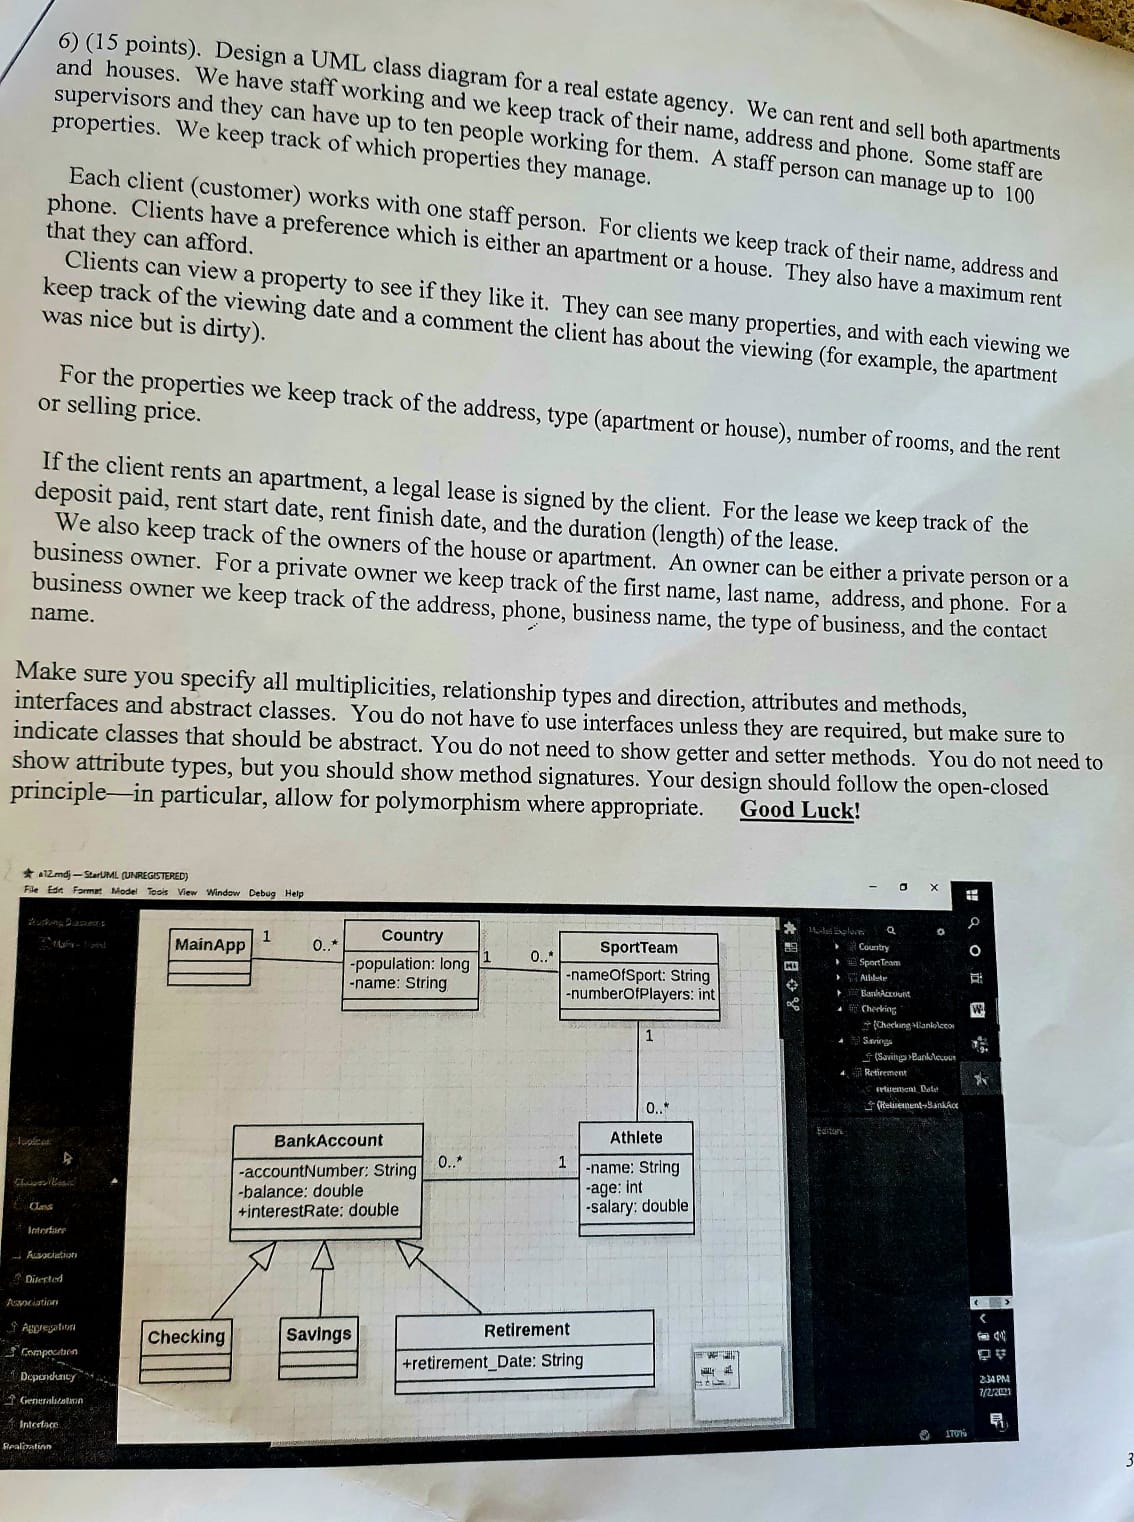 6) (15 points). Design a UML class diagram for a real estate agency. We can rent and sell both apartments
and houses. We have staff working and we keep track of their name, address and phone. Some staff are
supervisors and they can have up to ten people working for them. A staff person can manage up to 100
properties. We keep track of which properties they manage.
Each client (customer) works with one staff person. For clients we keep track of their name, address and
phone. Clients have a preference which is either an apartment or a house. They also have a maximum rent
that they can afford.
Clients can view a property to see if they like it. They can see many properties, and with each viewing we
keep track of the viewing date and a comment the client has about the viewing (for example, the apartment
was nice but is dirty).
For the properties we keep track of the address, type (apartment or house), number of rooms, and the rent
or selling price.
If the client rents an apartment, a legal lease is signed by the client. For the lease we keep track of the
deposit paid, rent start date, rent finish date, and the duration (length) of the lease.
We also keep track of the owners of the house or apartment. An owner can be either a private person or a
business owner. For a private owner we keep track of the first name, last name, address, and phone. For a
business owner we keep track of the address, phone, business name, the type of business, and the contact
name.
Make sure you specify all multiplicities, relationship types and direction, attributes and methods,
interfaces and abstract classes. You do not have to use interfaces unless they are required, but make sure to
indicate classes that should be abstract. You do not need to show getter and setter methods. You do not need to
show attribute types, but you should show method signatures. Your design should follow the open-closed
principle—in particular, allow for polymorphism where appropriate. Good Luck!
a12.mdj — StarUML (UNREGISTERED)
File Edit Format Model Tools View Window Debug Help
MainApp
1
0..*
Country
-population: long
-name: String
1
0..*
SportTeam
-nameOfSport: String
-numberOfPlayers: int
1
0..*
BankAccount
-accountNumber: String
-balance: double
+interestRate: double
0..*
1
Athlete
-name: String
-age: int
-salary: double
Checking
Savings
Retirement
+retirement_Date: String
Country
SportTeam
Athlete
BankAccount
Checking
Savings
Retirement
retirement_Date
Editors
Class
Interface
Association
Directed
Association
Aggregation
Composition
Dependency
Generalization
Interface
Realization
2:34 PM
7/2/2021
170%
3